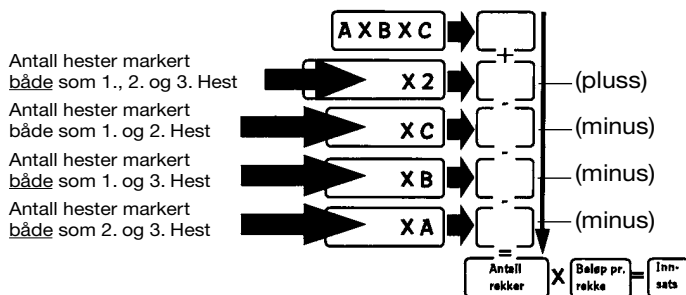 A X B X C
+
Antall hester markert
både som 1., 2. og 3. Hest
X 2
(pluss)
-
Antall hester markert
både som 1. og 2. Hest
X C
(minus)
-
Antall hester markert
både som 1. og 3. Hest
X B
(minus)
-
Antall hester markert
både som 2. og 3. Hest
X A
(minus)
=
Antall
rekker
X
Beløp pr.
rekke
=
Inn-
sats